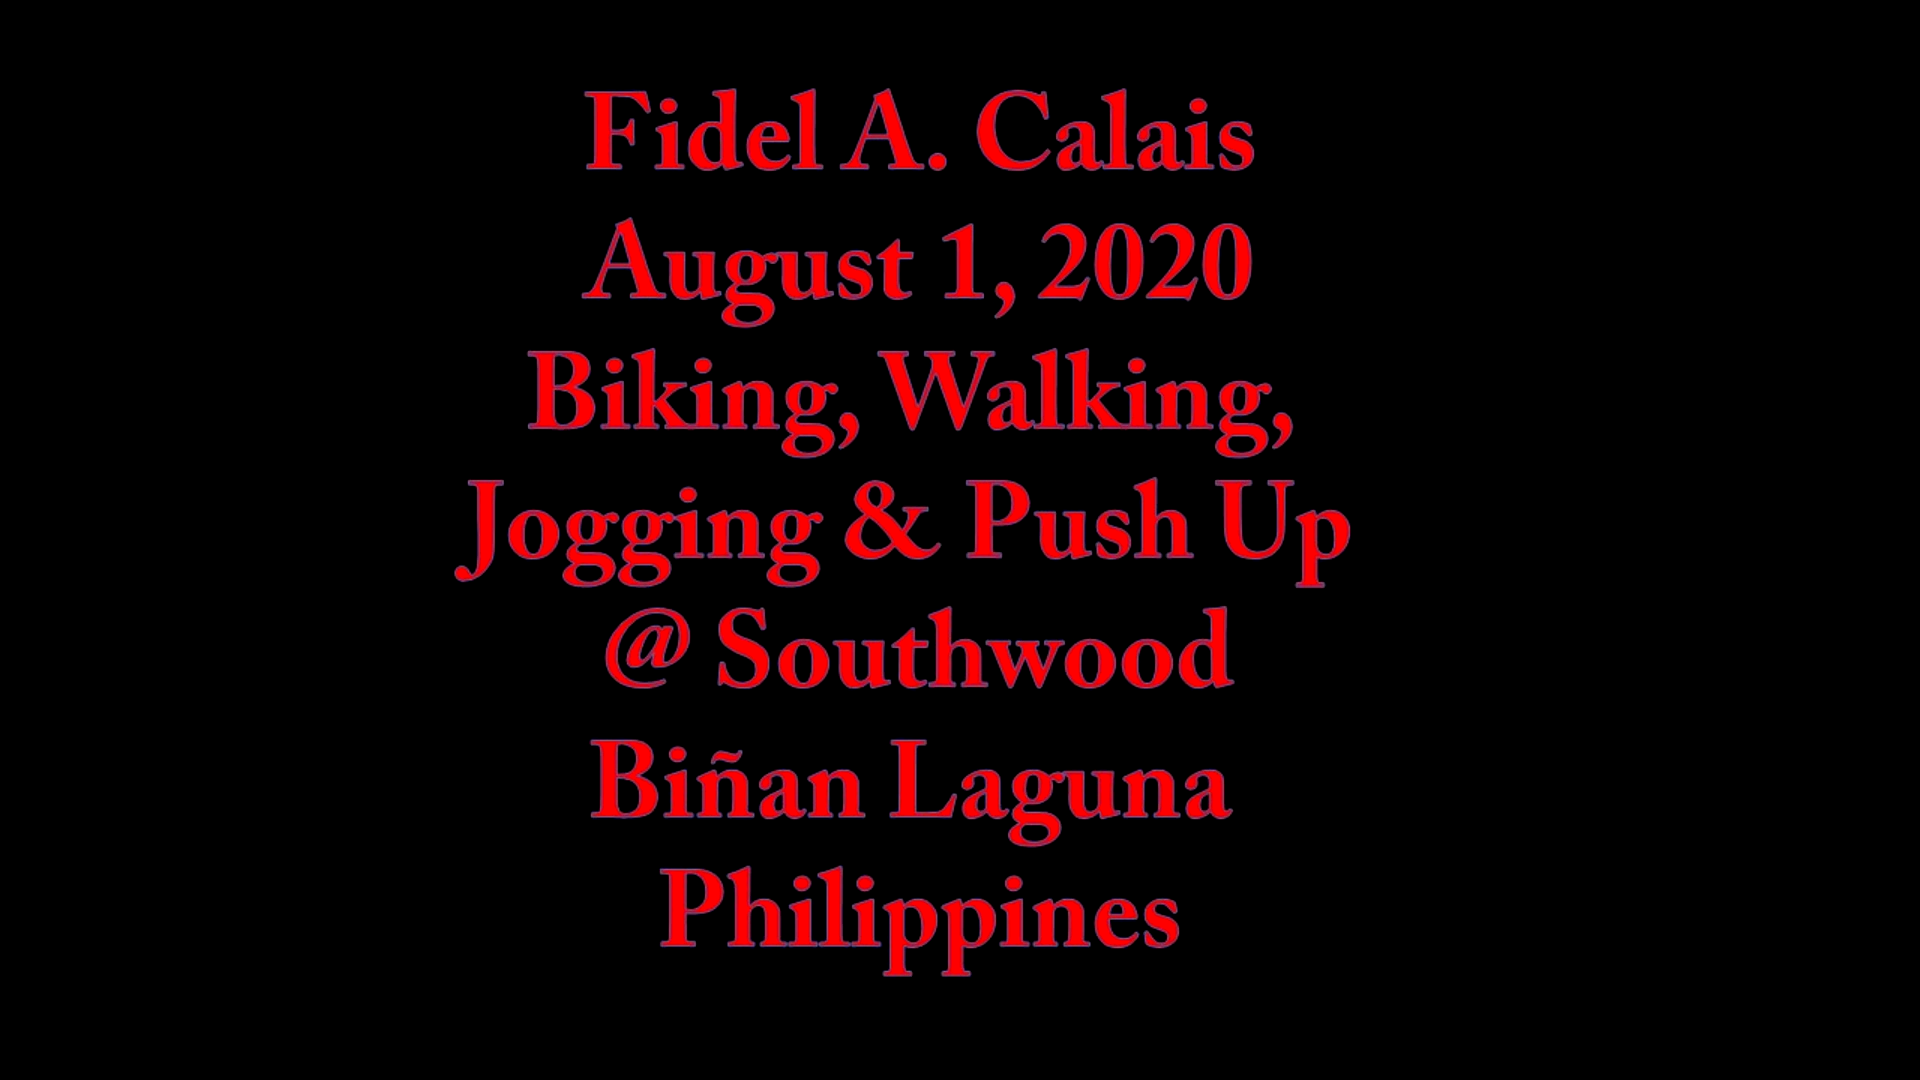 Fidel A. Calais
August 1, 2020
Biking, Walking,
Jogging & Push Up
@ Southwood
Biñan Laguna
Philippines